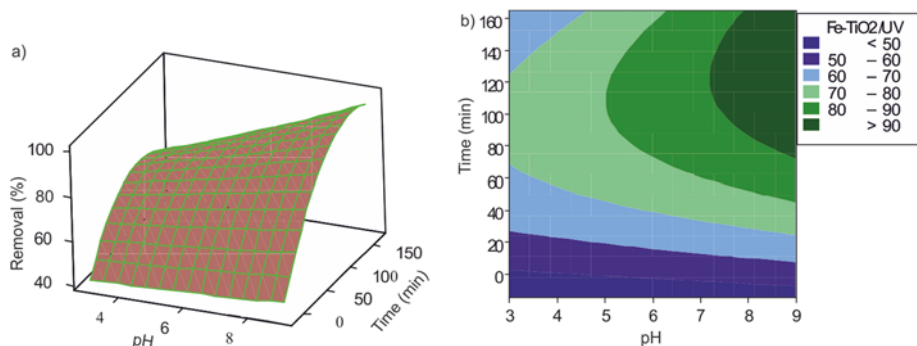 a)
Removal (%)
100
80
60
40
4
6
8
pH
0
50
100
150
Time (min)
b)
Time (min)
160
140
120
100
80
60
40
20
0
3 4 5 6 7 8 9
pH
Fe-TiO2/UV
< 50
50 – 60
60 – 70
70 – 80
80 – 90
> 90